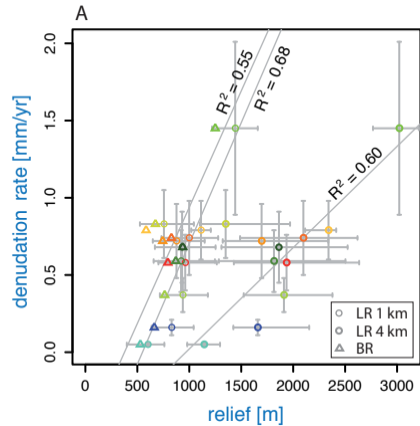 A
R² = 0.55
R² = 0.68
R² = 0.60
denudation rate [mm/yr]
2.0
1.5
1.0
0.5
0.0
LR 1 km
LR 4 km
BR
0 500 1000 1500 2000 2500 3000
relief [m]